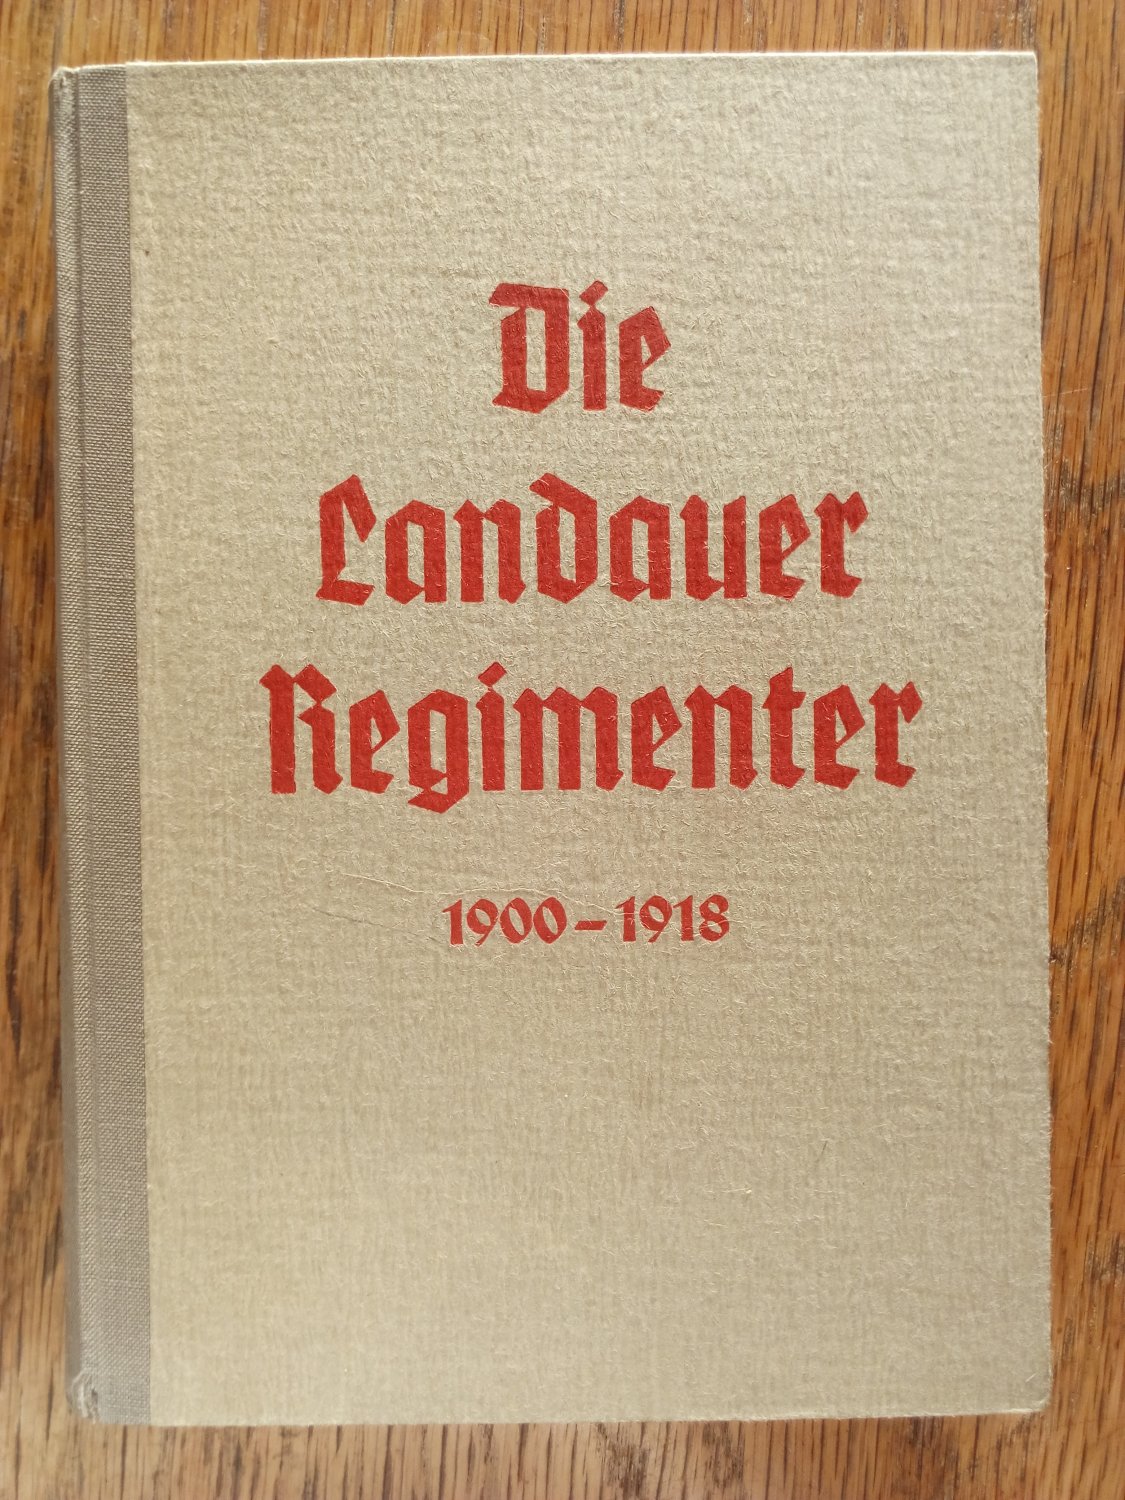 Die
Landauer
Regimenter
1900–1918